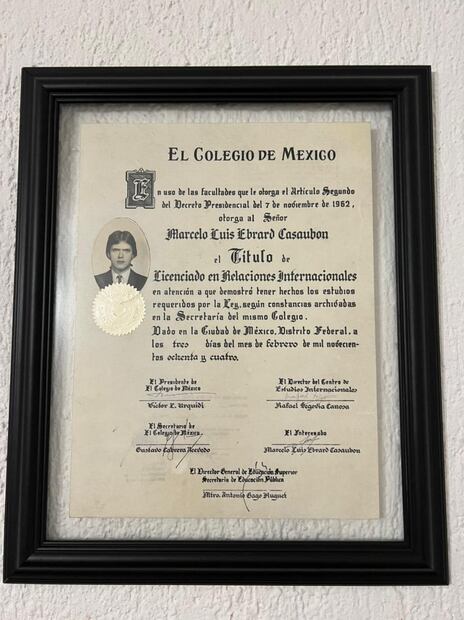 EL COLEGIO DE MEXICO
En uso de las facultades que le otorga el Artículo Segundo
del Decreto Presidencial del 7 de noviembre de 1962,
otorga al Señor
Marcelo Luis Ebrard Casaubon
el Titulo de
Licenciado en Relaciones Internacionales
en atención a que demostró tener hechos los estudios
requeridos por la Ley, según constancias archivadas
en la Secretaría del mismo Colegio.
Dado en la Ciudad de México, Distrito Federal, a
los tres días del mes de febrero de mil novecien-
tos ochenta y cuatro.
El Presidente de
El Colegio de México
Víctor L. Urquidi
El Director del Centro de
Estudios Internacionales
Rafael Segovia Canosa
El Secretario de
El Colegio de México
Gustavo Cabrera Acevedo
El Interesado
Marcelo Luis Ebrard Casaubon
El Director General de Educación Superior
Secretaría de Educación Pública
Mtro. Antonio Gago Huguet